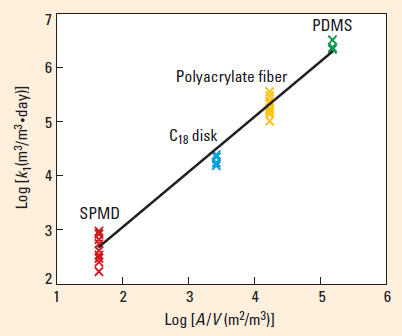 PDMS
Polyacrylate fiber
C₁₈ disk
SPMD
7
6
5
4
3
2
1 2 3 4 5 6
Log [k₁(m³/m³•day)]
Log [A/V(m²/m³)]